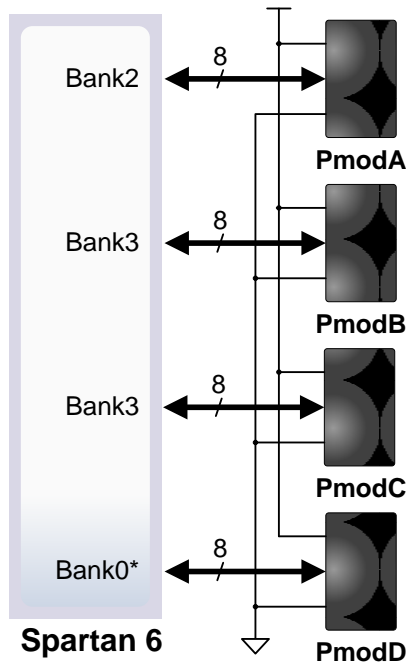 8
Bank2
PmodA
8
Bank3
PmodB
8
Bank3
PmodC
8
Bank0*
Spartan 6
PmodD